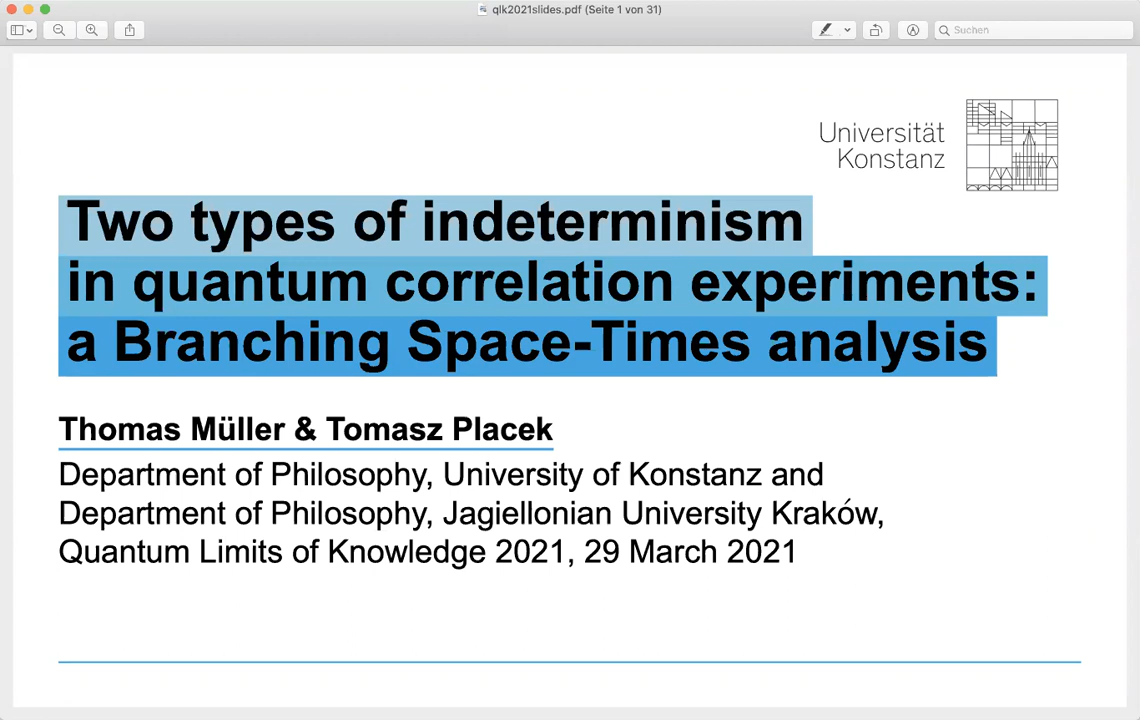 qlk2021slides.pdf (Seite 1 von 31)
Suchen
Universität
Konstanz
Two types of indeterminism
in quantum correlation experiments:
a Branching Space-Times analysis
Thomas Müller & Tomasz Placek
Department of Philosophy, University of Konstanz and
Department of Philosophy, Jagiellonian University Kraków,
Quantum Limits of Knowledge 2021, 29 March 2021